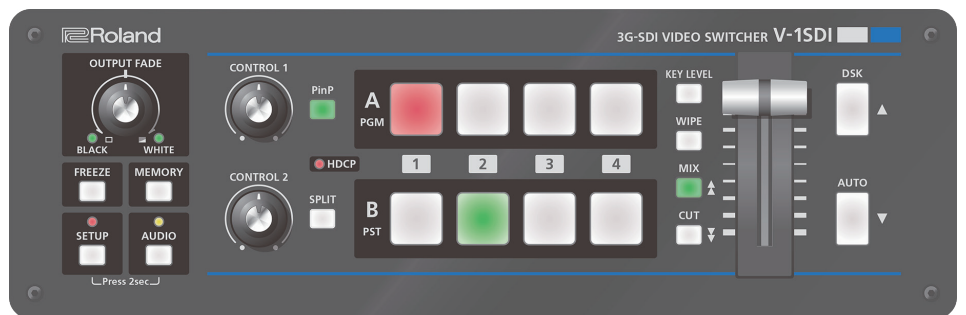 Roland
3G-SDI VIDEO SWITCHER V-1SDI
OUTPUT FADE
BLACK
WHITE
FREEZE
MEMORY
SETUP
AUDIO
Press 2sec
CONTROL 1
PinP
HDCP
CONTROL 2
SPLIT
A
PGM
1
2
3
4
B
PST
KEY LEVEL
WIPE
MIX
CUT
DSK
AUTO